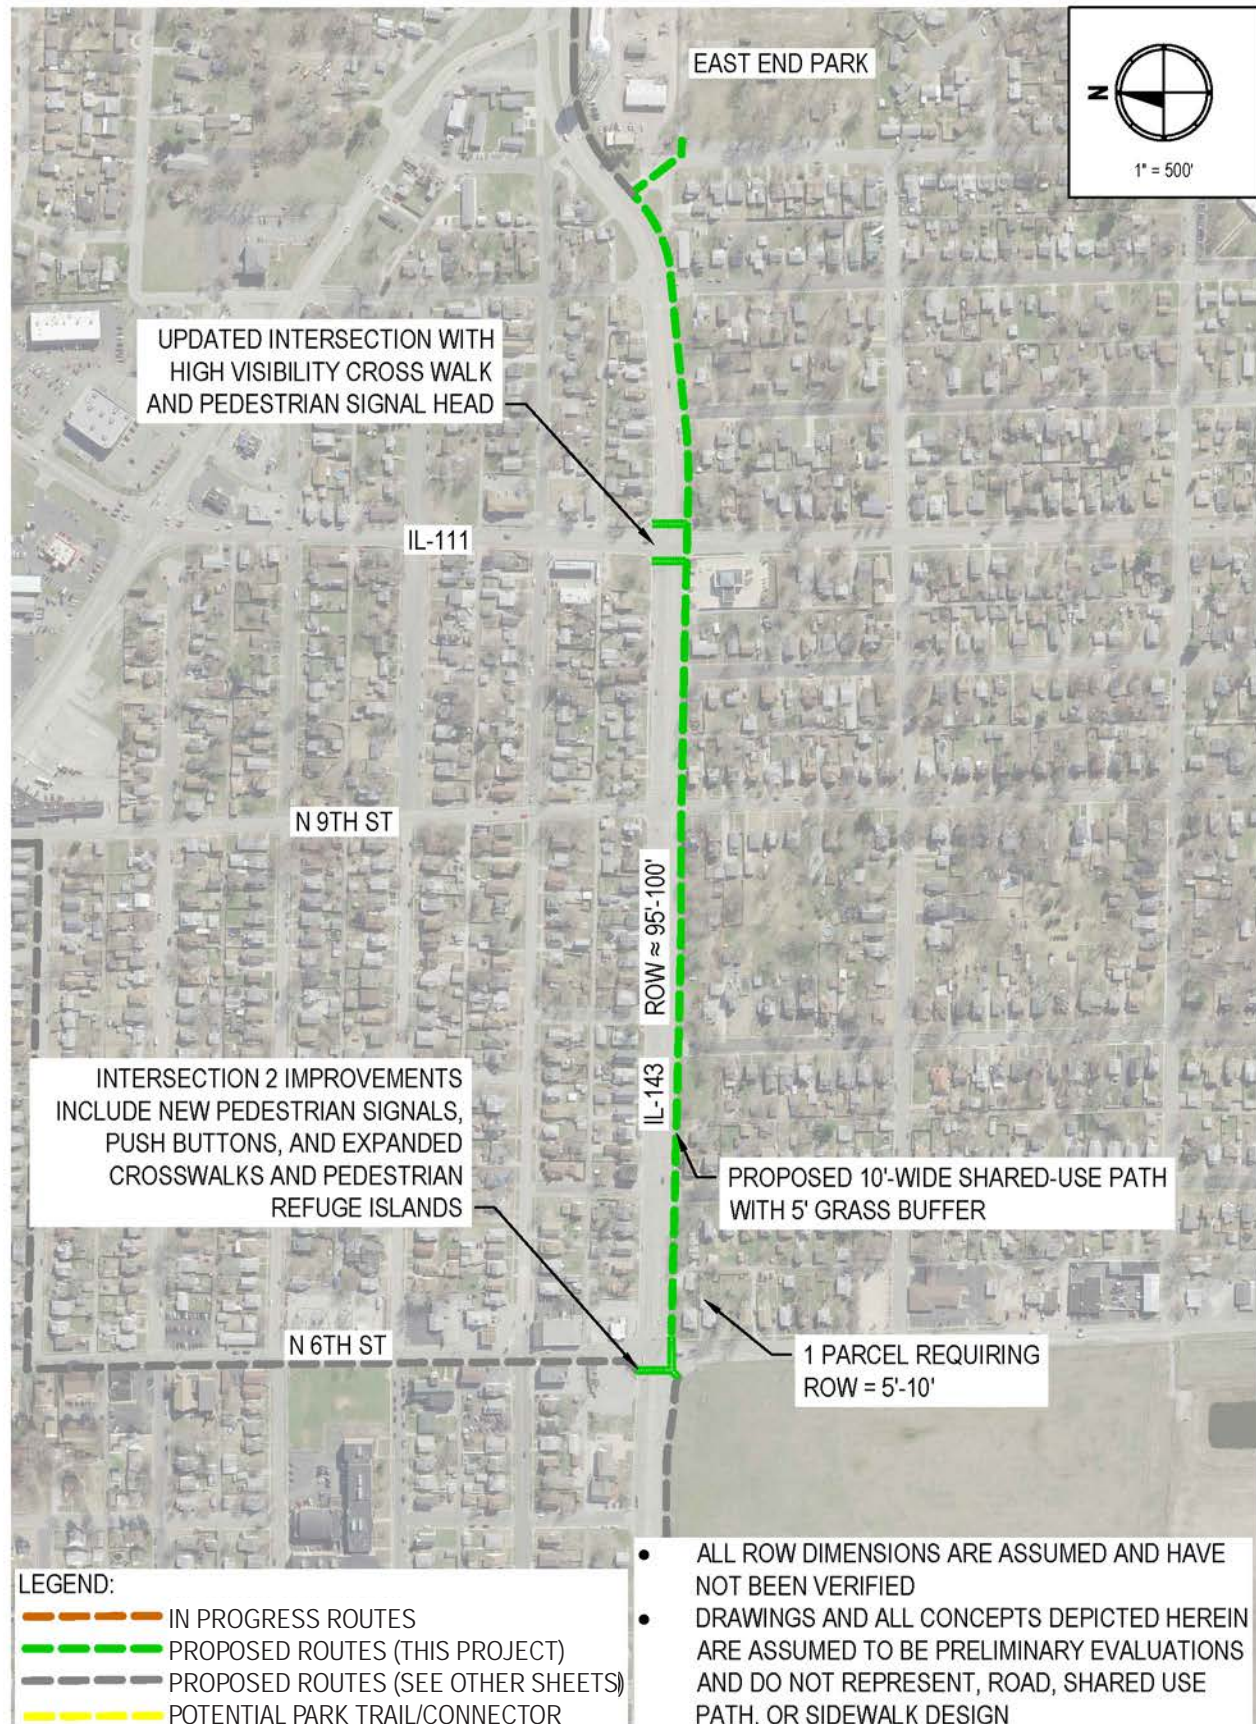 EAST END PARK
N
1" = 500'
UPDATED INTERSECTION WITH
HIGH VISIBILITY CROSS WALK
AND PEDESTRIAN SIGNAL HEAD
IL-111
N 9TH ST
ROW ≈ 95'-100'
IL-143
INTERSECTION 2 IMPROVEMENTS
INCLUDE NEW PEDESTRIAN SIGNALS,
PUSH BUTTONS, AND EXPANDED
CROSSWALKS AND PEDESTRIAN
REFUGE ISLANDS
PROPOSED 10'-WIDE SHARED-USE PATH
WITH 5' GRASS BUFFER
N 6TH ST
1 PARCEL REQUIRING
ROW = 5'-10'
LEGEND:
IN PROGRESS ROUTES
PROPOSED ROUTES (THIS PROJECT)
PROPOSED ROUTES (SEE OTHER SHEETS)
POTENTIAL PARK TRAIL/CONNECTOR
• ALL ROW DIMENSIONS ARE ASSUMED AND HAVE
NOT BEEN VERIFIED
• DRAWINGS AND ALL CONCEPTS DEPICTED HEREIN
ARE ASSUMED TO BE PRELIMINARY EVALUATIONS
AND DO NOT REPRESENT, ROAD, SHARED USE
PATH, OR SIDEWALK DESIGN